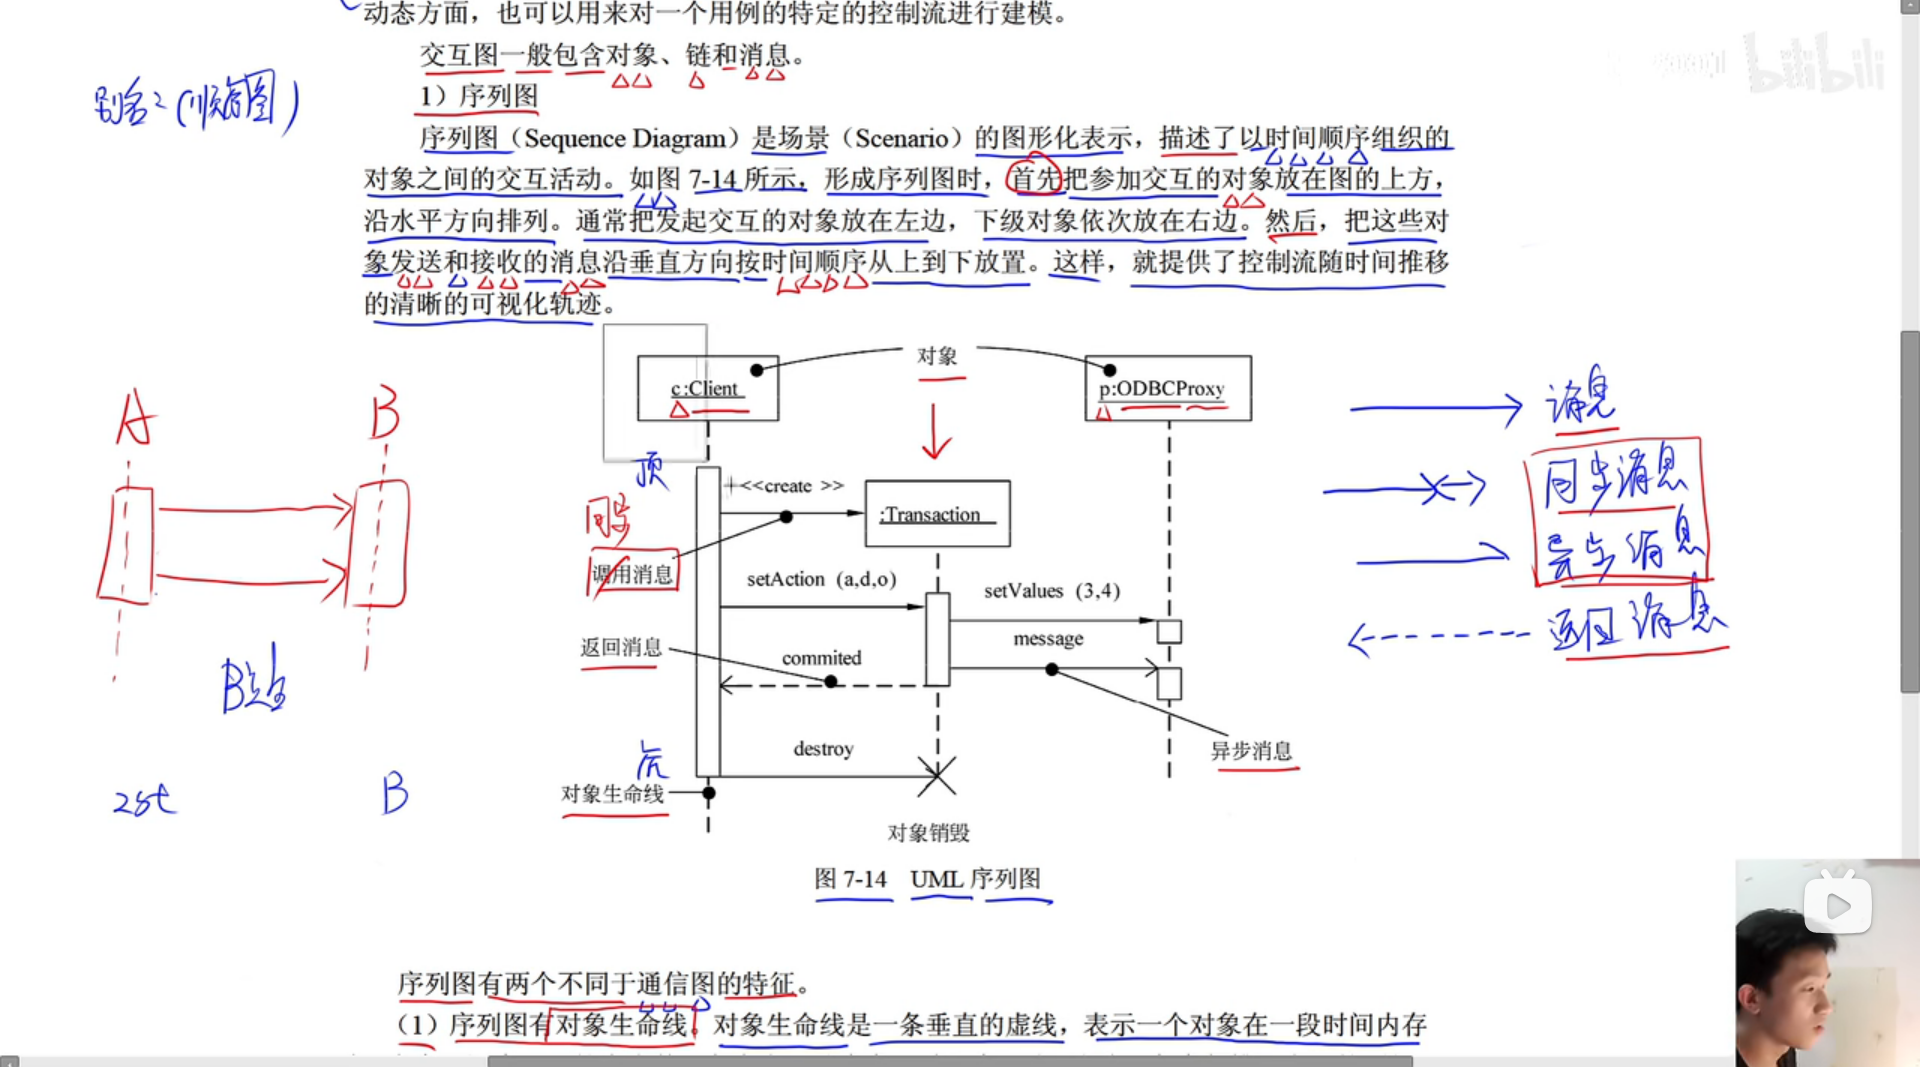 动态方面，也可以用来对一个用例的特定的控制流进行建模。
交互图一般包含对象、链和消息。
别名：(顺序图)
1）序列图
序列图（Sequence Diagram）是场景（Scenario）的图形化表示，描述了以时间顺序组织的
对象之间的交互活动。如图 7-14 所示，形成序列图时，首先把参加交互的对象放在图的上方，
沿水平方向排列。通常把发起交互的对象放在左边，下级对象依次放在右边。然后，把这些对
象发送和接收的消息沿垂直方向按时间顺序从上到下放置。这样，就提供了控制流随时间推移
的清晰的可视化轨迹。
bilibili
对象
c:Client
p:ODBCProxy
A
B
消息
顶
<<create >>
同步消息
:Transaction
同步
调用消息
异步消息
setAction (a,d,o)
setValues (3,4)
返回消息
message
返回消息
commited
destroy
异步消息
底
对象生命线
B
对象销毁
图 7-14 UML 序列图
序列图有两个不同于通信图的特征。
（1）序列图有对象生命线。对象生命线是一条垂直的虚线，表示一个对象在一段时间内存